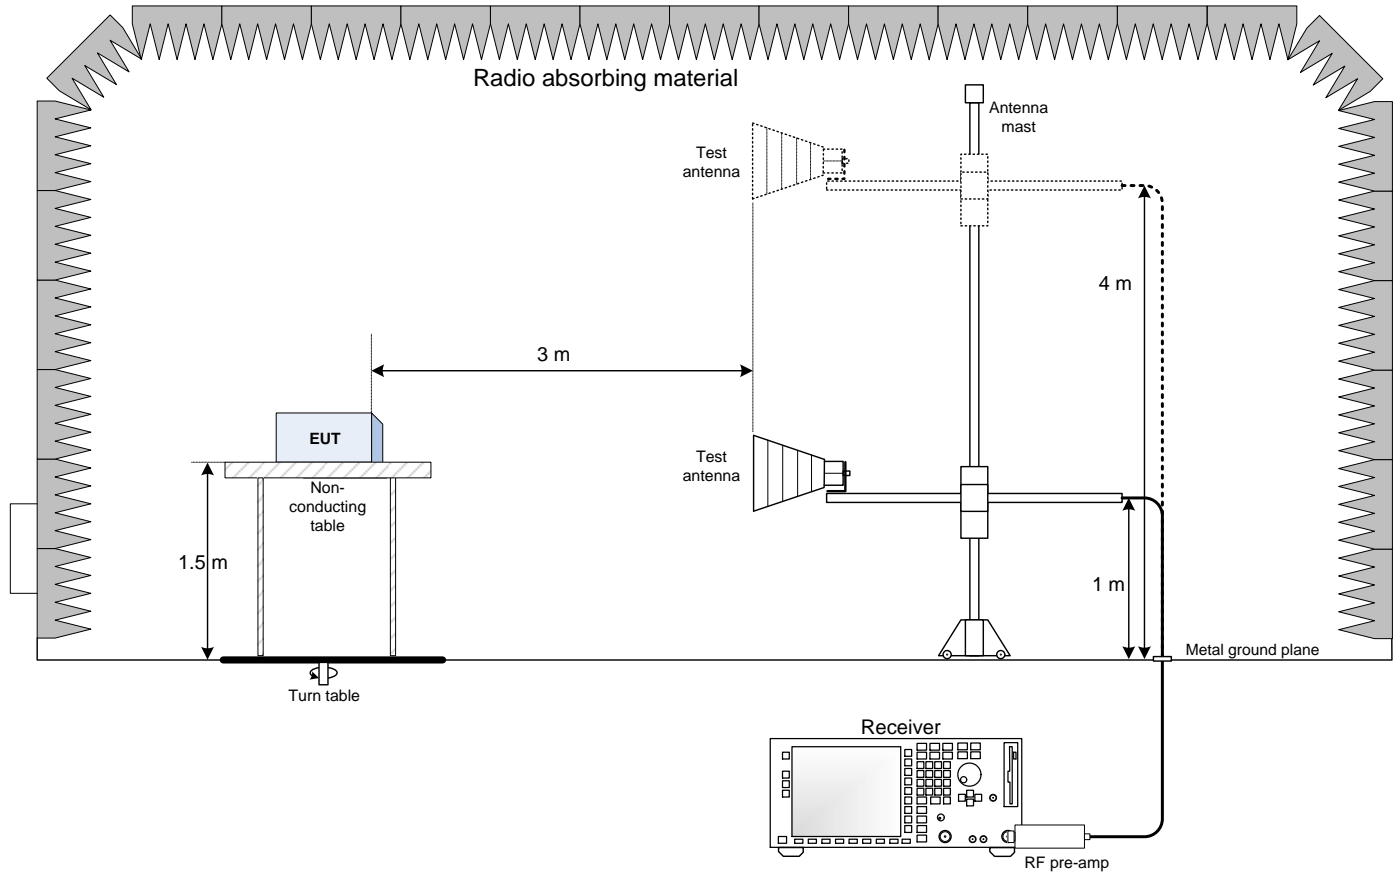 Radio absorbing material
Antenna
mast
Test
antenna
4 m
3 m
EUT
Test
antenna
Non-
conducting
table
1.5 m
1 m
Metal ground plane
Turn table
Receiver
RF pre-amp